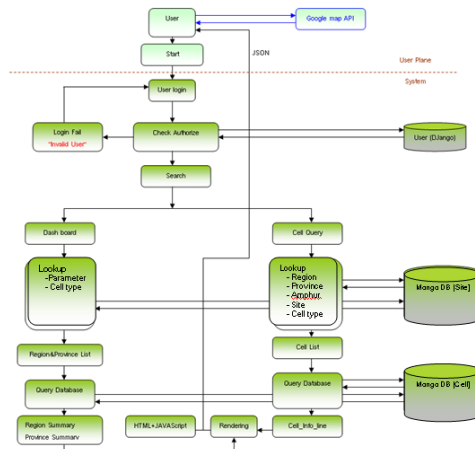 User
Google map API
JSON
Start
User Plane
System
User login
Login Fail
"Invalid User"
Check Authorize
User (DJango)
Search
Dash board
Cell Query
Lookup
-Parameter
- Cell type
Lookup
- Region
- Province
- Amphur
- Site
- Cell type
Manga DB (Site)
Region&Province List
Cell List
Query Database
Query Database
Manga DB (Cell)
Region Summary
Province Summary
HTML+JAVAScript
Rendering
Cell_Info_line